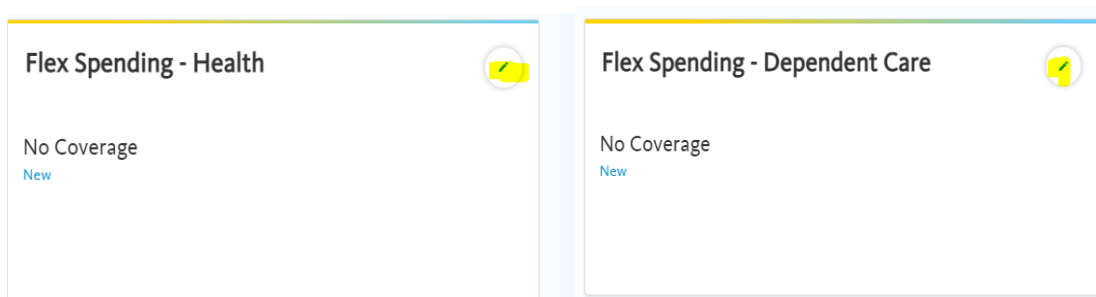 Flex Spending - Health
No Coverage
New
Flex Spending - Dependent Care
No Coverage
New